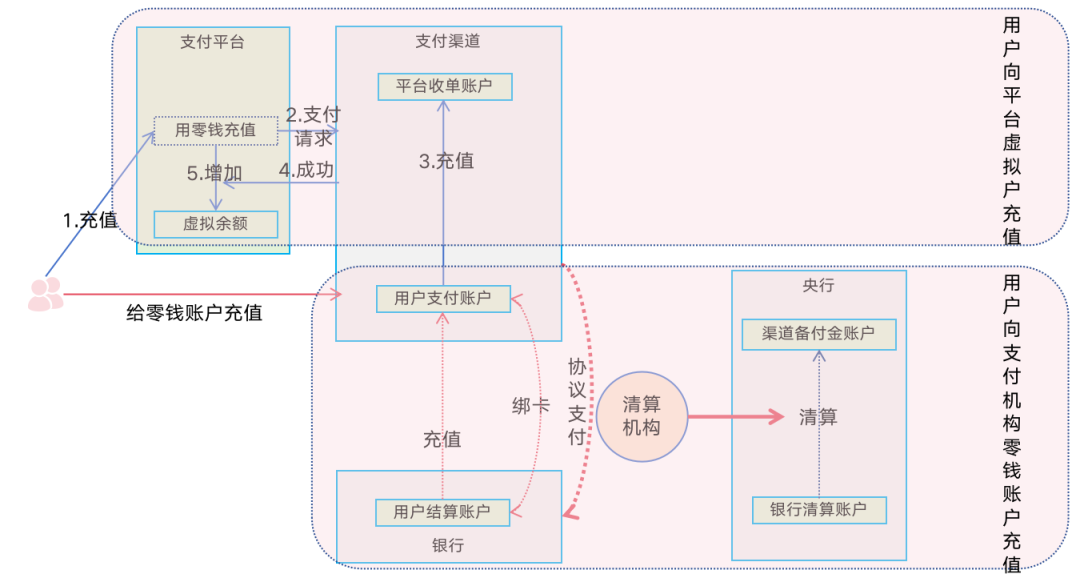 支付平台
支付渠道
用户向平台虚拟户充值
平台收单账户
2.支付
请求
用零钱充值
3.充值
5.增加
4.成功
1.充值
虚拟余额
给零钱账户充值
用户支付账户
央行
用户向支付机构零钱账户充值
渠道备付金账户
协议支付
绑卡
清算
机构
清算
充值
用户结算账户
银行清算账户
银行